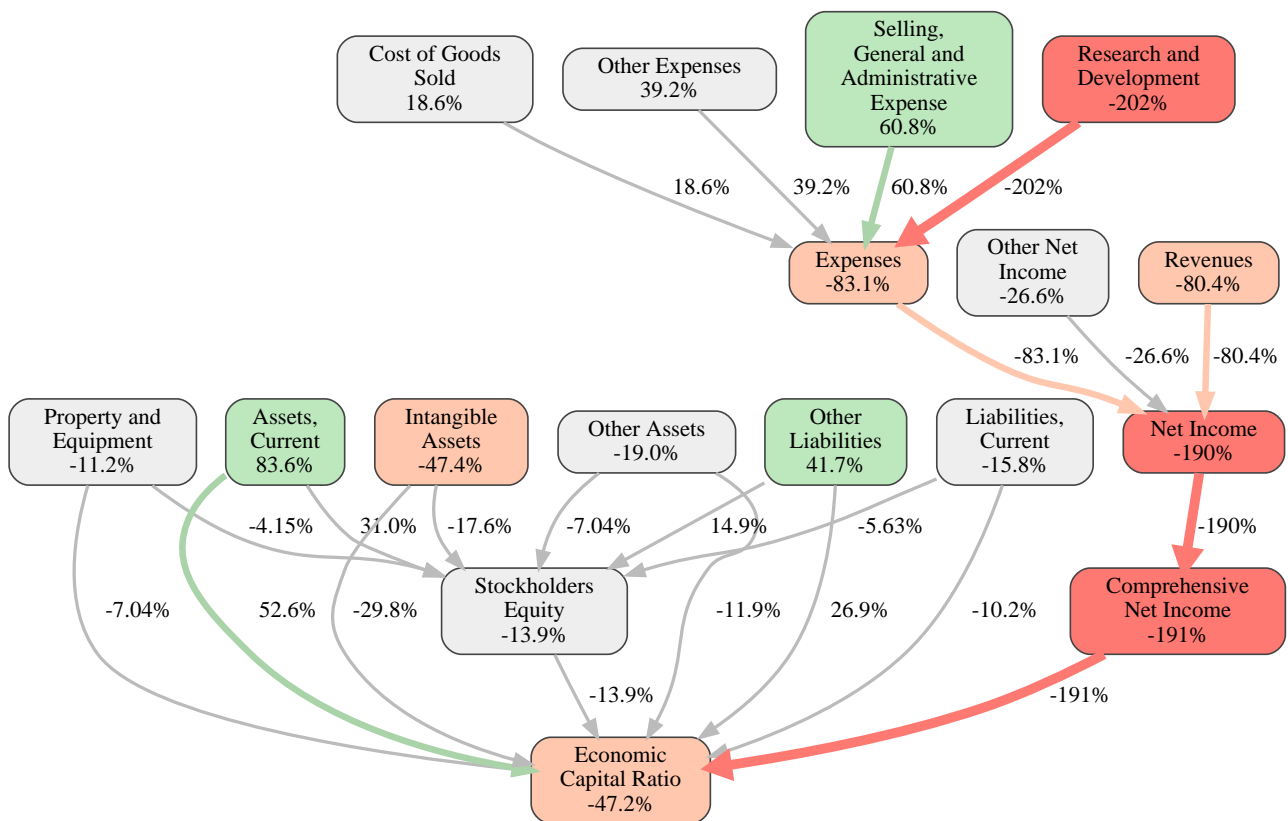 Cost of Goods
Sold
18.6%
Other Expenses
39.2%
Selling,
General and
Administrative
Expense
60.8%
Research and
Development
-202%
18.6%
39.2%
60.8%
-202%
Expenses
-83.1%
Other Net
Income
-26.6%
Revenues
-80.4%
-83.1%
-26.6%
-80.4%
Property and
Equipment
-11.2%
Assets,
Current
83.6%
Intangible
Assets
-47.4%
Other Assets
-19.0%
Other
Liabilities
41.7%
Liabilities,
Current
-15.8%
Net Income
-190%
-4.15%
31.0%
-17.6%
-7.04%
14.9%
-5.63%
-190%
Stockholders
Equity
-13.9%
Comprehensive
Net Income
-191%
-7.04%
52.6%
-29.8%
-11.9%
26.9%
-10.2%
-13.9%
-191%
Economic
Capital Ratio
-47.2%